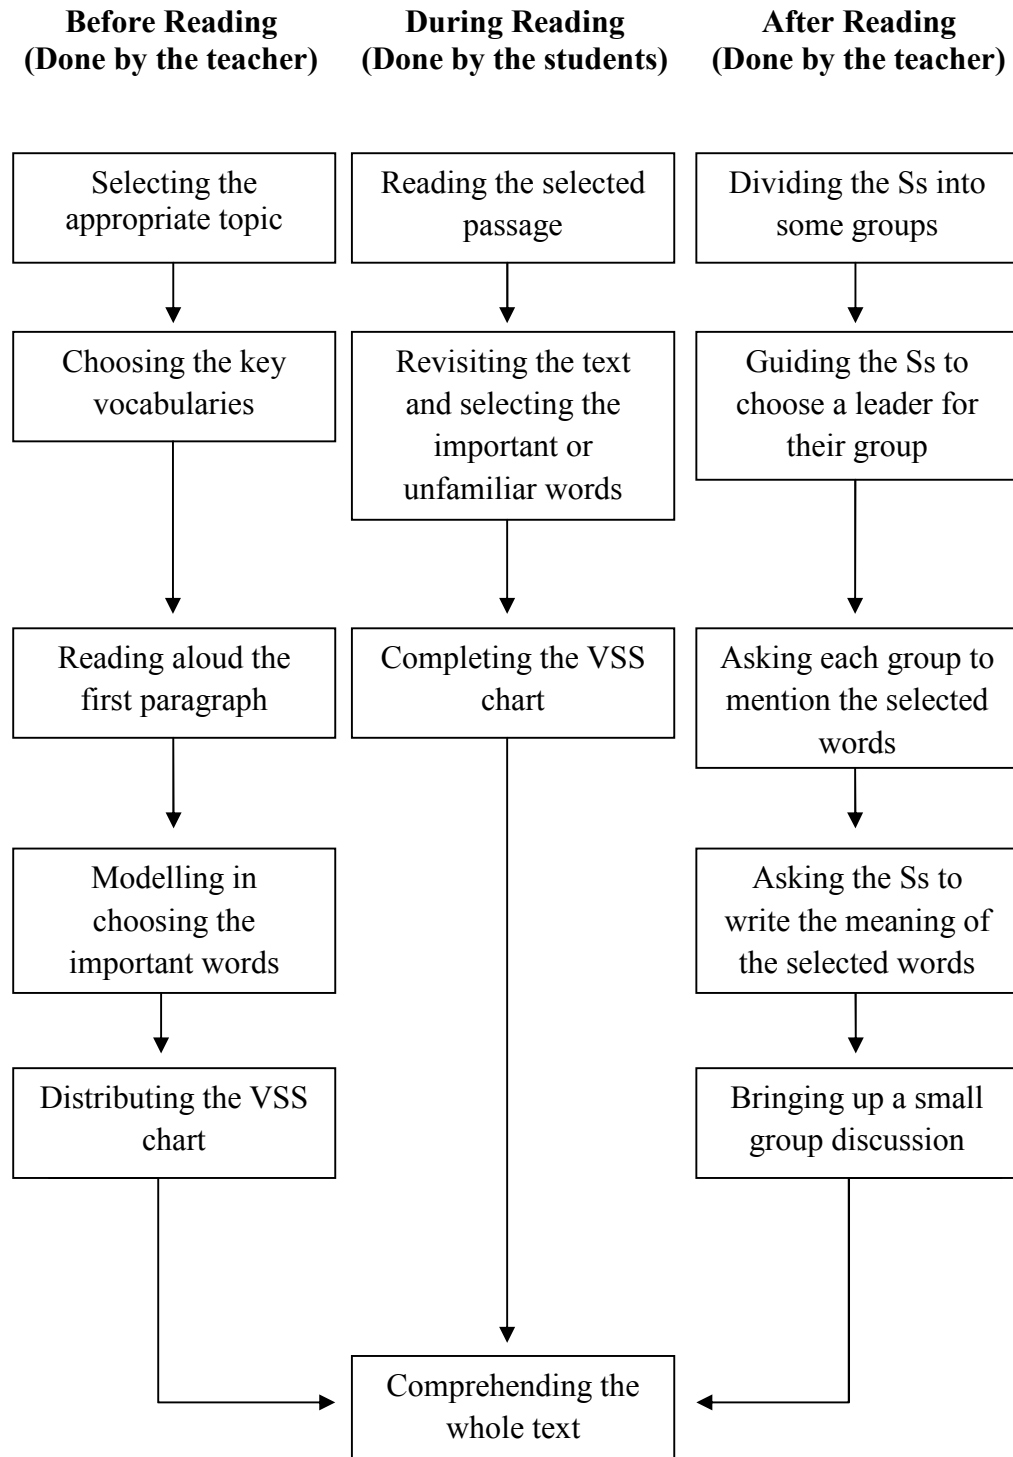 Before Reading
(Done by the teacher)
During Reading
(Done by the students)
After Reading
(Done by the teacher)
Selecting the
appropriate topic
Choosing the key
vocabularies
Reading aloud the
first paragraph
Modelling in
choosing the
important words
Distributing the VSS
chart
Reading the selected
passage
Revisiting the text
and selecting the
important or
unfamiliar words
Completing the VSS
chart
Dividing the Ss into
some groups
Guiding the Ss to
choose a leader for
their group
Asking each group to
mention the selected
words
Asking the Ss to
write the meaning of
the selected words
Bringing up a small
group discussion
Comprehending the
whole text